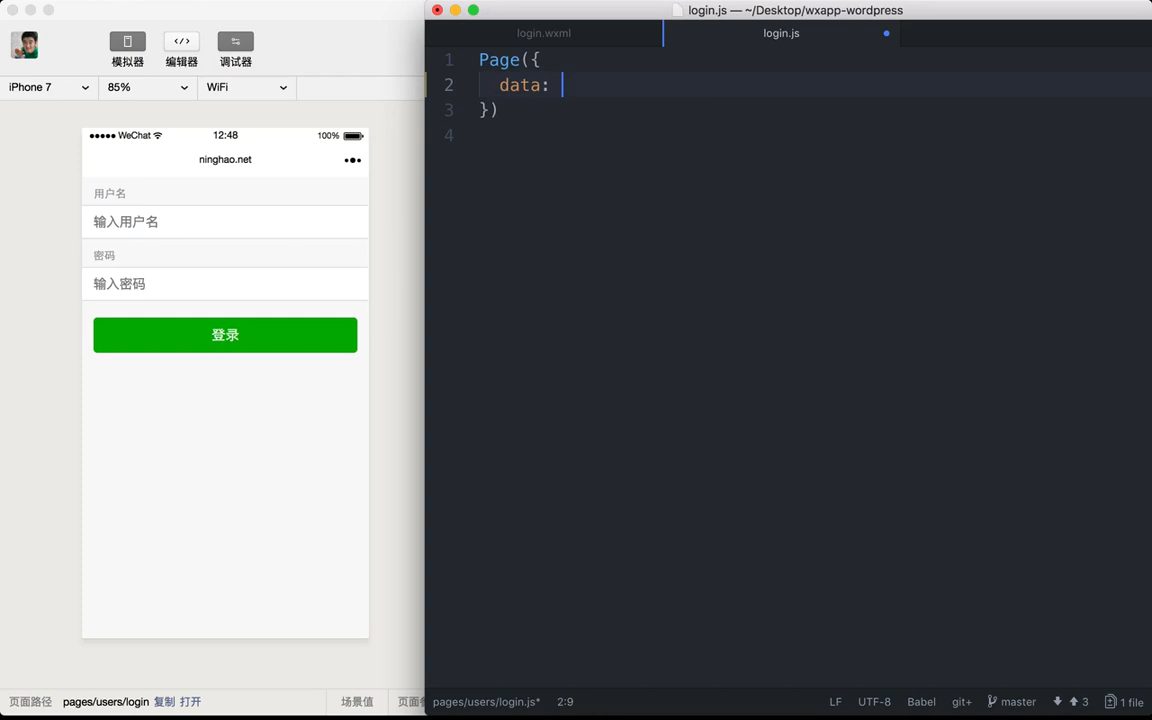 login.js — ~/Desktop/wxapp-wordpress
模拟器 编辑器 调试器
iPhone 7 85% WiFi
WeChat 12:48 100%
ninghao.net
用户名
输入用户名
密码
输入密码
登录
页面路径 pages/users/login 复制 打开 场景值 页面
login.wxml login.js
1 Page({
2 data:
3 })
4
pages/users/login.js* 2:9 LF UTF-8 Babel git+ master 3 1 file